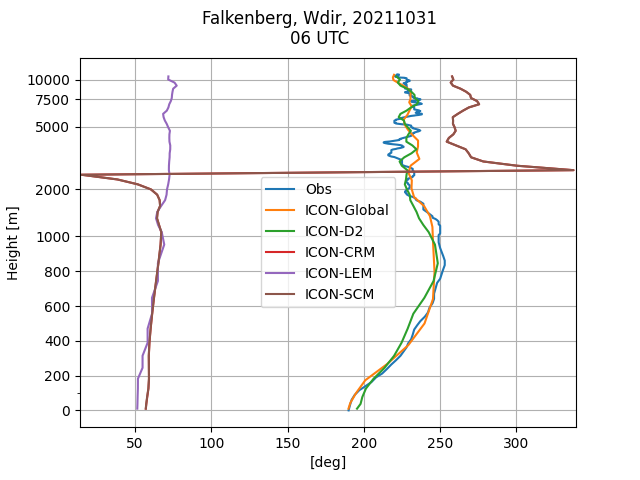 Falkenberg, Wdir, 20211031
06 UTC
10000
7500
5000
2000
1000
800
600
400
200
0
Height [m]
Obs
ICON-Global
ICON-D2
ICON-CRM
ICON-LEM
ICON-SCM
50 100 150 200 250 300
[deg]